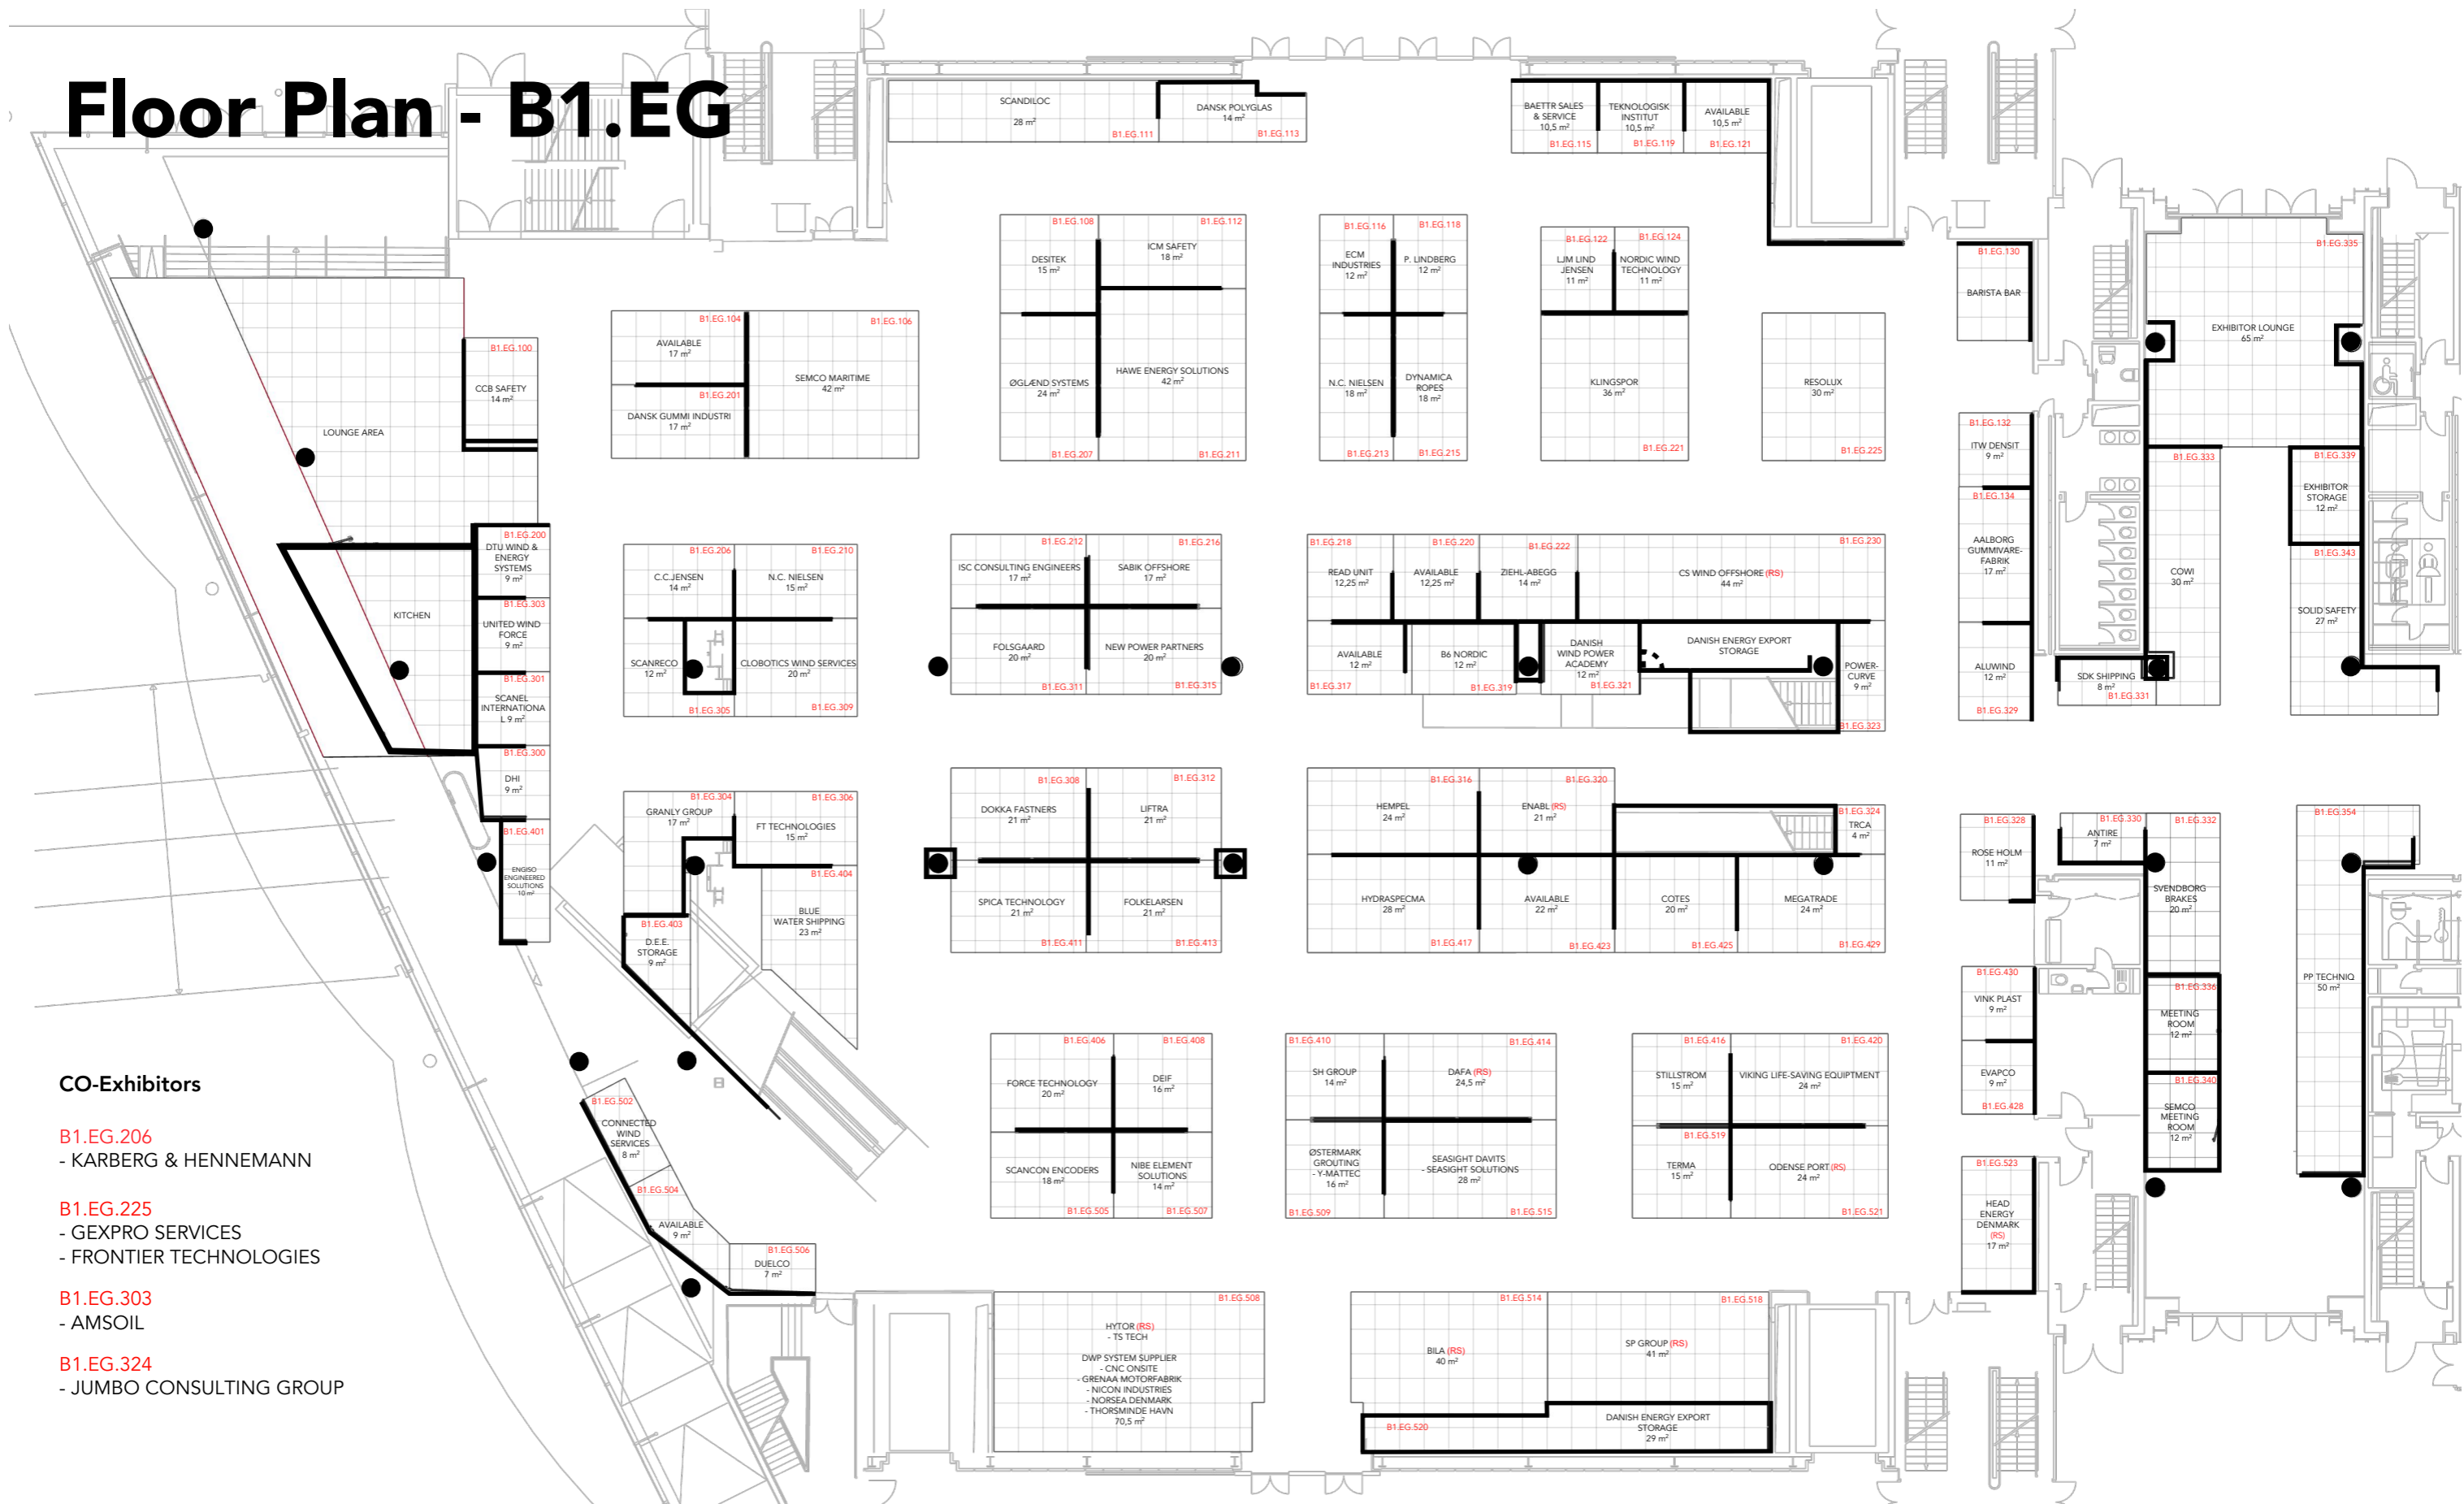 Floor Plan - B1.EG
SCANDILOC
28 m²
B1.EG.111
DANSK POLYGLAS
14 m²
B1.EG.113
BAETTR SALES
& SERVICE
10,5 m²
B1.EG.115
TEKNOLOGISK
INSTITUT
10,5 m²
B1.EG.119
AVAILABLE
10,5 m²
B1.EG.121
B1.EG.108
DESITEK
15 m²
B1.EG.112
ICM SAFETY
18 m²
ØGLÆND SYSTEMS
24 m²
B1.EG.207
HAWE ENERGY SOLUTIONS
42 m²
B1.EG.211
B1.EG.116
ECM
INDUSTRIES
12 m²
B1.EG.118
P. LINDBERG
12 m²
N.C. NIELSEN
18 m²
B1.EG.213
DYNAMICA
ROPES
18 m²
B1.EG.215
B1.EG.122
LJM LIND
JENSEN
11 m²
B1.EG.124
NORDIC WIND
TECHNOLOGY
11 m²
KLINGSPOR
36 m²
B1.EG.221
RESOLUX
30 m²
B1.EG.225
B1.EG.130
BARISTA BAR
B1.EG.335
EXHIBITOR LOUNGE
65 m²
B1.EG.104
AVAILABLE
17 m²
B1.EG.106
SEMCO MARITIME
42 m²
B1.EG.201
DANSK GUMMI INDUSTRI
17 m²
B1.EG.100
CCB SAFETY
14 m²
LOUNGE AREA
B1.EG.132
ITW DENSIT
9 m²
B1.EG.134
AALBORG
GUMMIVARE-
FABRIK
17 m²
ALUWIND
12 m²
B1.EG.329
B1.EG.333
COWI
30 m²
B1.EG.339
EXHIBITOR
STORAGE
12 m²
B1.EG.343
SOLID SAFETY
27 m²
SDK SHIPPING
8 m²
B1.EG.331
B1.EG.200
DTU WIND &
ENERGY
SYSTEMS
9 m²
B1.EG.303
UNITED WIND
FORCE
9 m²
B1.EG.301
SCANEL
INTERNATIONA
L 9 m²
B1.EG.300
DHI
9 m²
B1.EG.401
ENGISO
ENGINEERED
SOLUTIONS
10 m²
KITCHEN
B1.EG.206
C.C.JENSEN
14 m²
B1.EG.210
N.C. NIELSEN
15 m²
SCANRECO
12 m²
B1.EG.305
CLOBOTICS WIND SERVICES
20 m²
B1.EG.309
B1.EG.212
ISC CONSULTING ENGINEERS
17 m²
B1.EG.216
SABIK OFFSHORE
17 m²
FOLSGAARD
20 m²
B1.EG.311
NEW POWER PARTNERS
20 m²
B1.EG.315
B1.EG.218
READ UNIT
12,25 m²
B1.EG.220
AVAILABLE
12,25 m²
B1.EG.222
ZIEHL-ABEGG
14 m²
B1.EG.230
CS WIND OFFSHORE (RS)
44 m²
AVAILABLE
12 m²
B1.EG.317
B6 NORDIC
12 m²
B1.EG.319
DANISH
WIND POWER
ACADEMY
12 m²
B1.EG.321
DANISH ENERGY EXPORT
STORAGE
POWER-
CURVE
9 m²
B1.EG.323
B1.EG.304
GRANLY GROUP
17 m²
B1.EG.306
FT TECHNOLOGIES
15 m²
B1.EG.404
BLUE
WATER SHIPPING
23 m²
B1.EG.403
D.E.E.
STORAGE
9 m²
B1.EG.308
DOKKA FASTNERS
21 m²
B1.EG.312
LIFTRA
21 m²
SPICA TECHNOLOGY
21 m²
B1.EG.411
FOLKELARSEN
21 m²
B1.EG.413
B1.EG.316
HEMPEL
24 m²
B1.EG.320
ENABL (RS)
21 m²
B1.EG.324
TRCA
4 m²
HYDRASPECMA
28 m²
B1.EG.417
AVAILABLE
22 m²
B1.EG.423
COTES
20 m²
B1.EG.425
MEGATRADE
24 m²
B1.EG.429
B1.EG.328
ROSE HOLM
11 m²
B1.EG.330
ANTIRE
7 m²
B1.EG.332
SVENDBORG
BRAKES
20 m²
B1.EG.354
PP TECHNIQ
50 m²
B1.EG.430
VINK PLAST
9 m²
EVAPCO
9 m²
B1.EG.428
B1.EG.336
MEETING
ROOM
12 m²
B1.EG.340
SEMCO
MEETING
ROOM
12 m²
B1.EG.523
HEAD
ENERGY
DENMARK
(RS)
17 m²
B1.EG.406
FORCE TECHNOLOGY
20 m²
B1.EG.408
DEIF
16 m²
SCANCON ENCODERS
18 m²
B1.EG.505
NIBE ELEMENT
SOLUTIONS
14 m²
B1.EG.507
B1.EG.410
SH GROUP
14 m²
B1.EG.414
DAFA (RS)
24,5 m²
ØSTERMARK
GROUTING
- Y-MATTEC
16 m²
B1.EG.509
SEASIGHT DAVITS
- SEASIGHT SOLUTIONS
28 m²
B1.EG.515
B1.EG.416
STILLSTROM
15 m²
B1.EG.420
VIKING LIFE-SAVING EQUIPTMENT
24 m²
B1.EG.519
TERMA
15 m²
ODENSE PORT (RS)
24 m²
B1.EG.521
B1.EG.502
CONNECTED
WIND
SERVICES
8 m²
B1.EG.504
AVAILABLE
9 m²
B1.EG.506
DUELCO
7 m²
B1.EG.508
HYTOR (RS)
- TS TECH
DWP SYSTEM SUPPLIER
- CNC ONSITE
- GRENAA MOTORFABRIK
- NICON INDUSTRIES
- NORSEA DENMARK
- THORSMINDE HAVN
70,5 m²
B1.EG.514
BILA (RS)
40 m²
B1.EG.518
SP GROUP (RS)
41 m²
B1.EG.520
DANISH ENERGY EXPORT
STORAGE
29 m²
CO-Exhibitors
B1.EG.206
- KARBERG & HENNEMANN
B1.EG.225
- GEXPRO SERVICES
- FRONTIER TECHNOLOGIES
B1.EG.303
- AMSOIL
B1.EG.324
- JUMBO CONSULTING GROUP